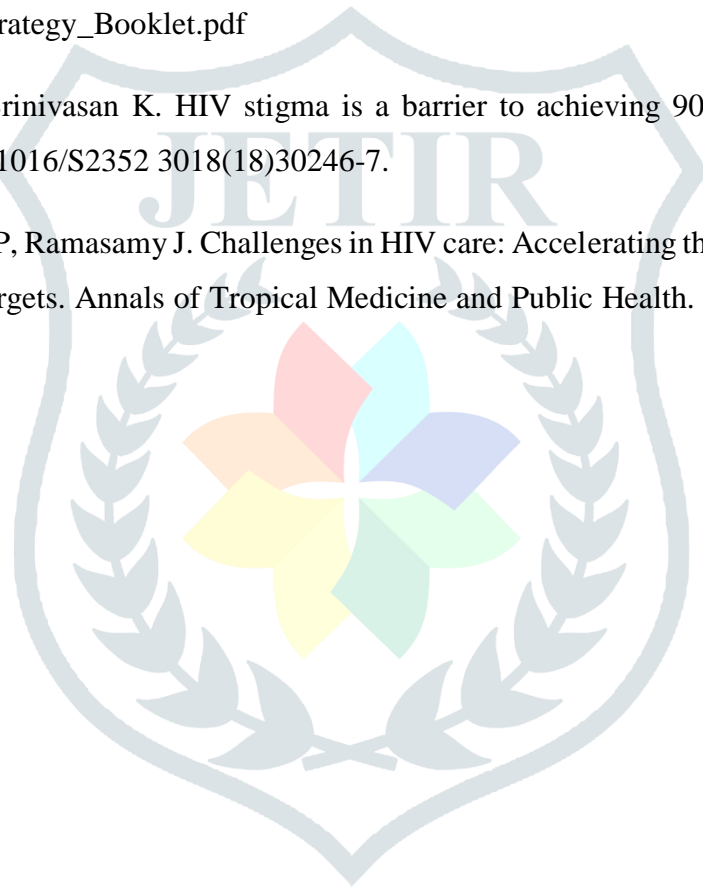 rategy_Booklet.pdf
rinivasan K. HIV stigma is a barrier to achieving 90
1016/S2352 3018(18)30246-7.
P, Ramasamy J. Challenges in HIV care: Accelerating th
rgets. Annals of Tropical Medicine and Public Health.
JETIR